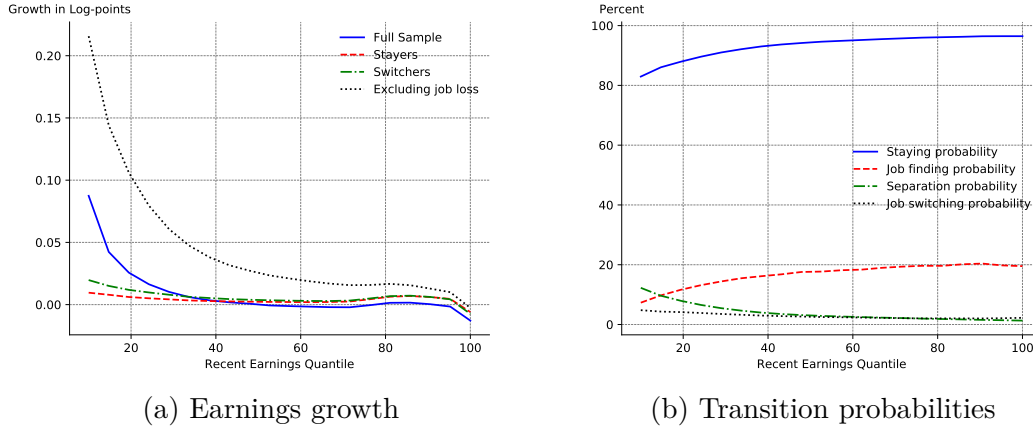 Growth in Log-points
0.20
0.15
0.10
0.05
0.00
20
40
60
80
100
Recent Earnings Quantile
Full Sample
Stayers
Switchers
Excluding job loss
(a) Earnings growth
Percent
100
80
60
40
20
0
20
40
60
80
100
Recent Earnings Quantile
Staying probability
Job finding probability
Separation probability
Job switching probability
(b) Transition probabilities